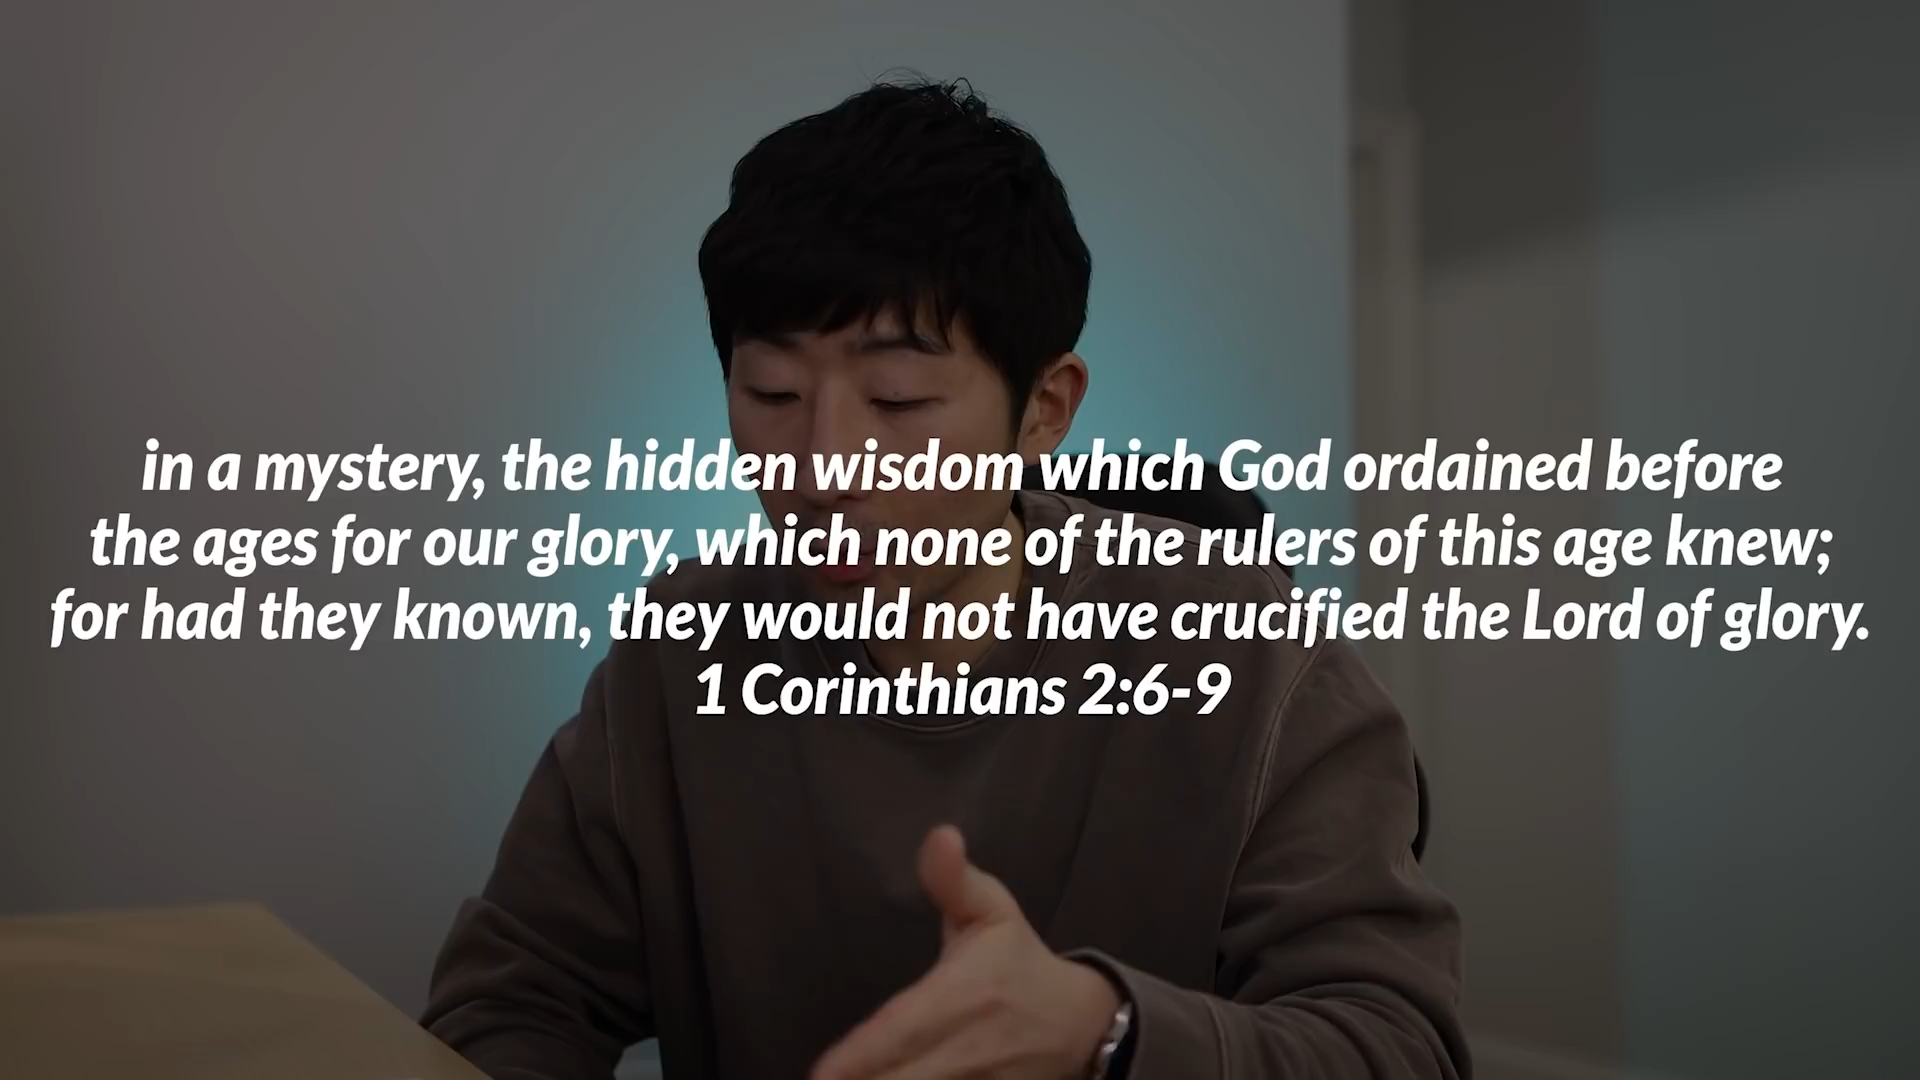 in a mystery, the hidden wisdom which God ordained before
the ages for our glory, which none of the rulers of this age knew;
for had they known, they would not have crucified the Lord of glory.
1 Corinthians 2:6-9